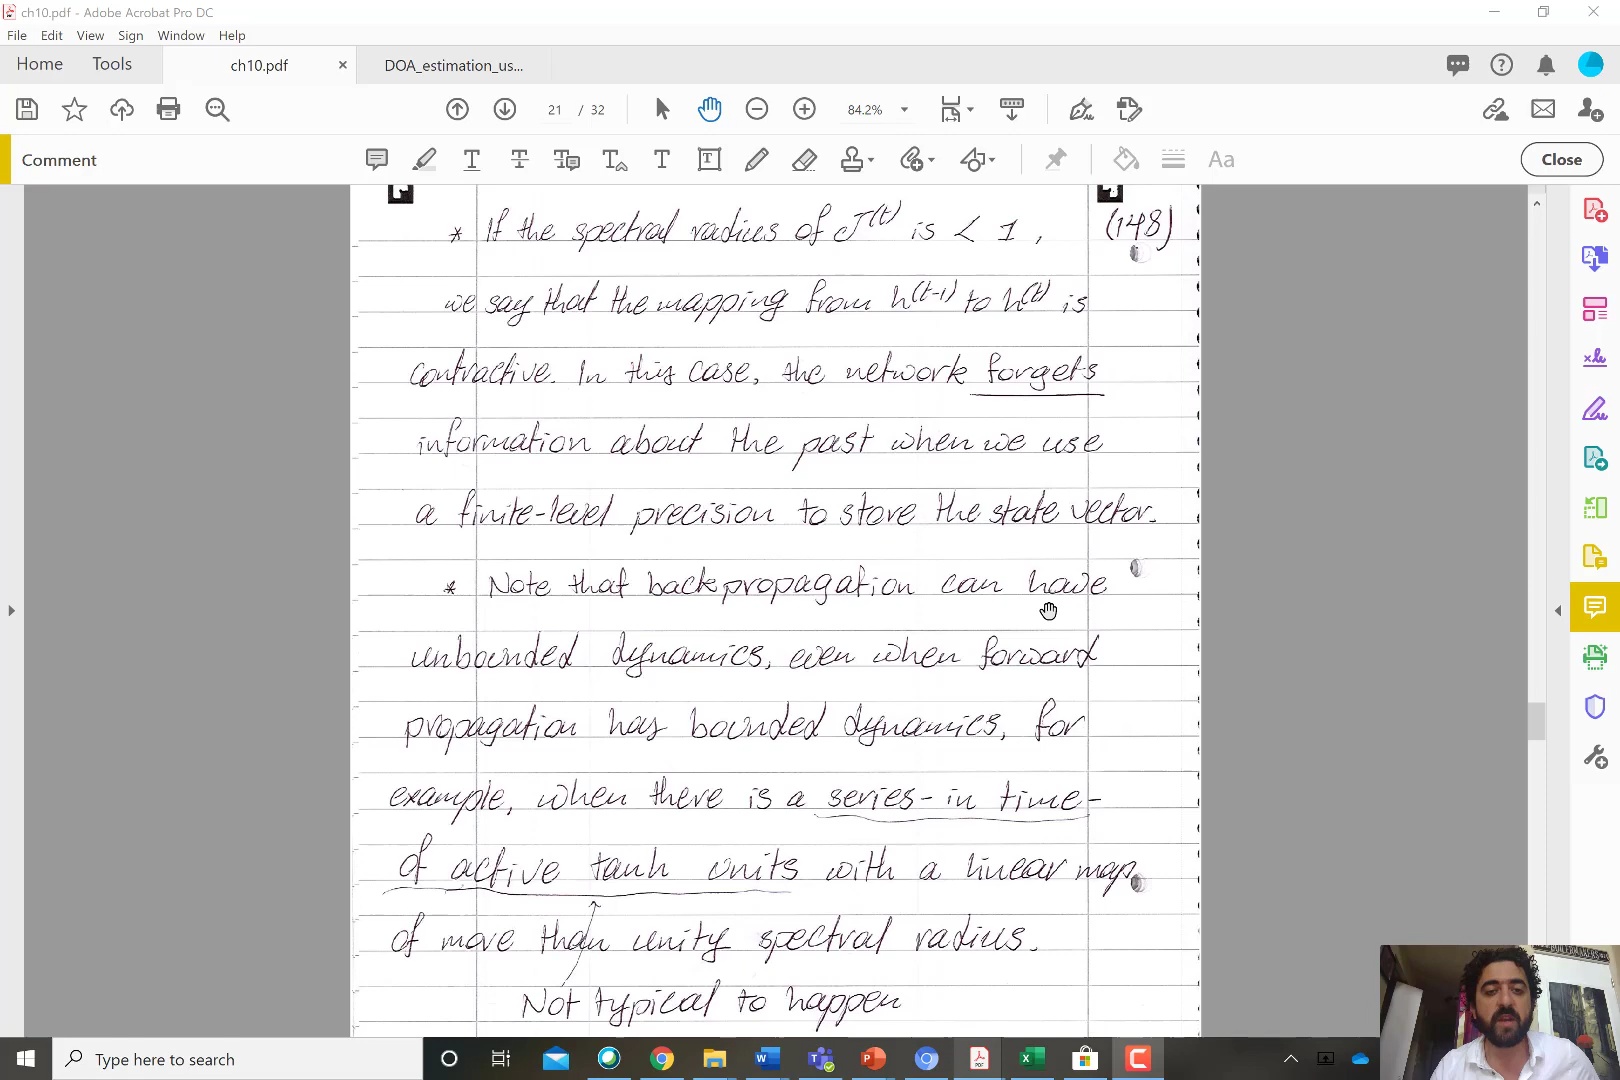 ch10.pdf - Adobe Acrobat Pro DC
File Edit View Sign Window Help
Home Tools ch10.pdf × DOA_estimation_us...
21 / 32 84.2%
Comment Close
* If the spectral radius of J(t) is < 1, (148)
we say that the mapping from h(t-1) to h(t) is
contractive. In this case, the network forgets
information about the past when we use
a finite-level precision to store the state vector.
* Note that backpropagation can have
unbounded dynamics, even when forward
propagation has bounded dynamics, for
example, when there is a series-in time-
of active tanh units with a linear map
of more than unity spectral radius.
Not typical to happen
Type here to search